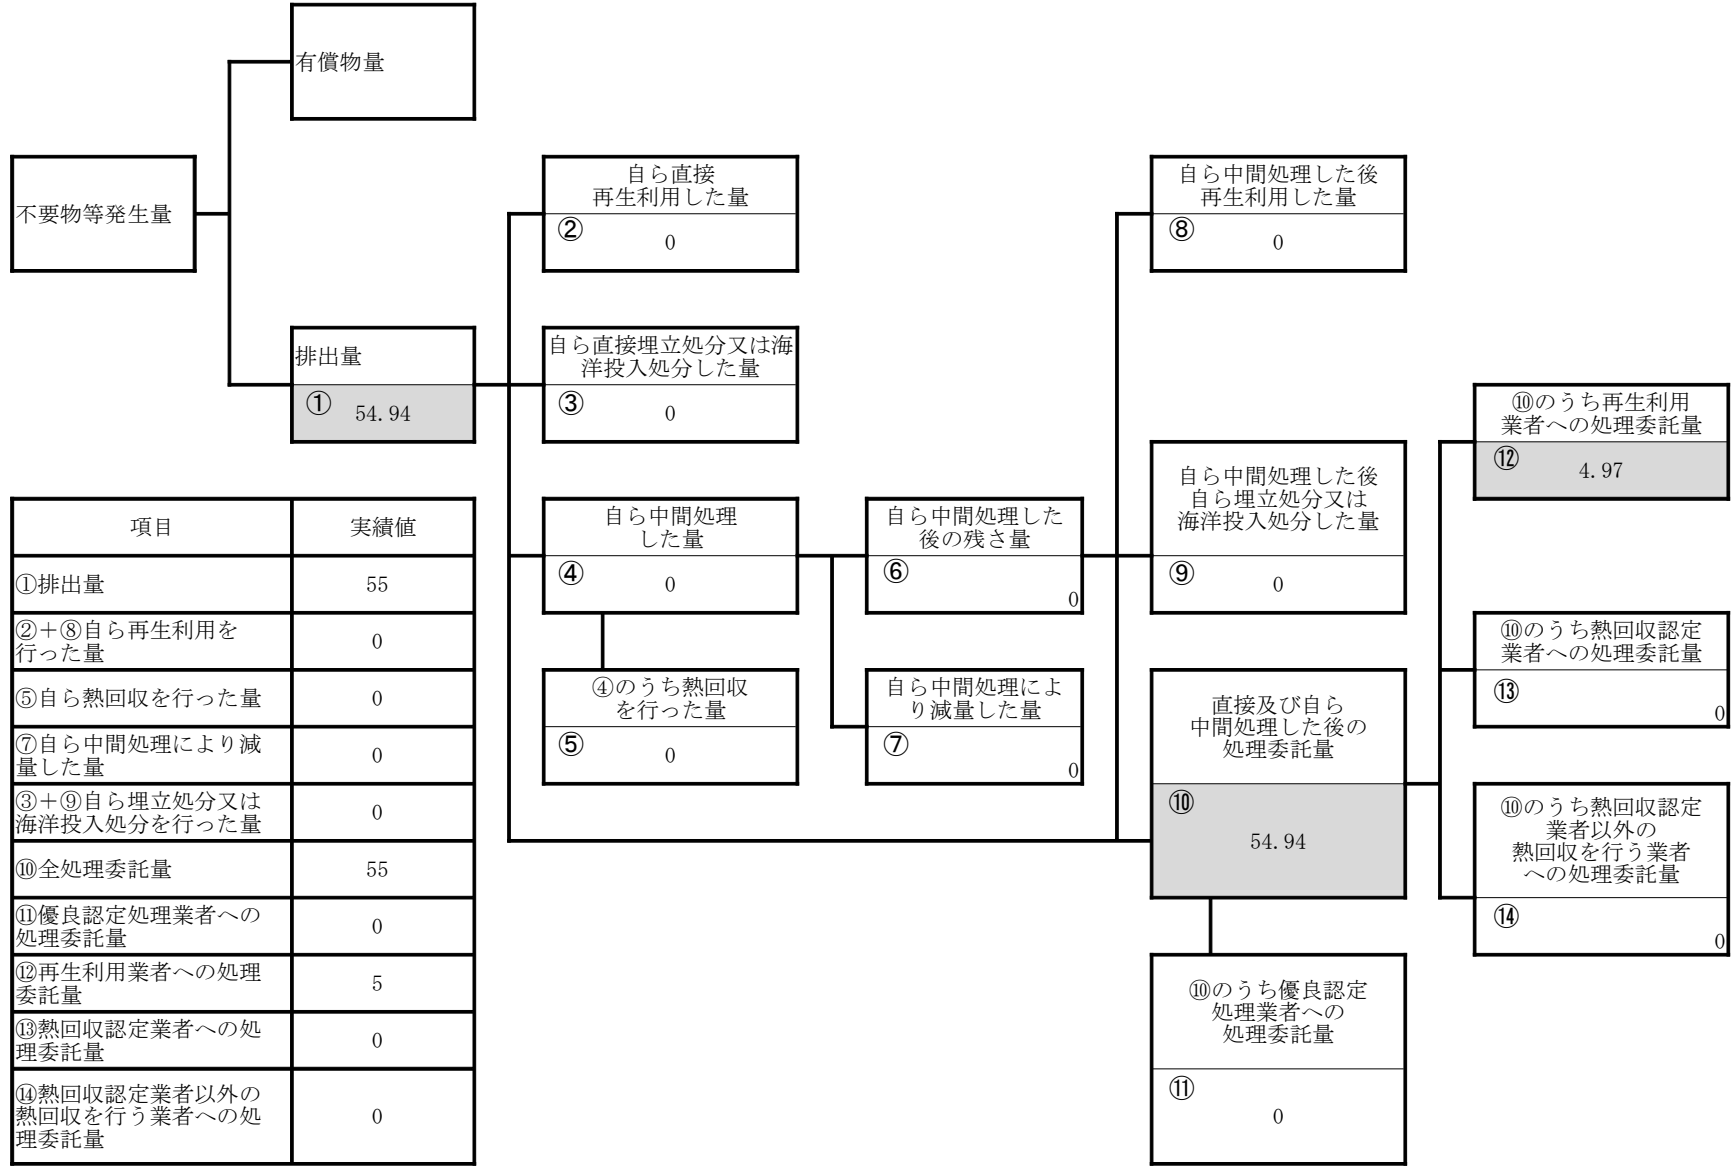 有償物量
不要物等発生量
自ら直接
再生利用した量
② 0
自ら中間処理した後
再生利用した量
⑧ 0
排出量
① 54.94
自ら直接埋立処分又は海
洋投入処分した量
③ 0
⑩のうち再生利用
業者への処理委託量
⑫ 4.97
自ら中間処理
した量
④ 0
自ら中間処理した
後の残さ量
⑥ 0
自ら中間処理した後
自ら埋立処分又は
海洋投入処分した量
⑨ 0
⑩のうち熱回収認定
業者への処理委託量
⑬ 0
④のうち熱回収
を行った量
⑤ 0
自ら中間処理によ
り減量した量
⑦ 0
直接及び自ら
中間処理した後の
処理委託量
⑩
54.94
⑩のうち熱回収認定
業者以外の
熱回収を行う業者
への処理委託量
⑭ 0
⑩のうち優良認定
処理業者への
処理委託量
⑪
0
項目 実績値
①排出量 55
②+⑧自ら再生利用を
行った量 0
⑤自ら熱回収を行った量 0
⑦自ら中間処理により減
量した量 0
③+⑨自ら埋立処分又は
海洋投入処分を行った量 0
⑩全処理委託量 55
⑪優良認定処理業者への
処理委託量 0
⑫再生利用業者への処理
委託量 5
⑬熱回収認定業者への処
理委託量 0
⑭熱回収認定業者以外の
熱回収を行う業者への処
理委託量 0